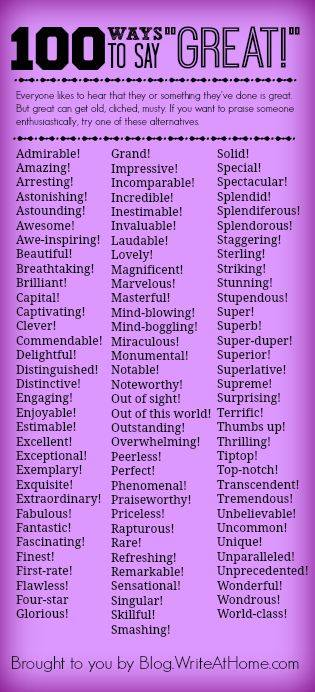 100 WAYS TO SAY "GREAT!"
Everyone likes to hear that they or something they've done is great.
But great can get old, cliched, musty. If you want to praise someone
enthusiastically, try one of these alternatives.
Admirable!
Amazing!
Arresting!
Astonishing!
Astounding!
Awesome!
Awe-inspiring!
Beautiful!
Breathtaking!
Brilliant!
Capital!
Captivating!
Clever!
Commendable!
Delightful!
Distinguished!
Distinctive!
Engaging!
Enjoyable!
Estimable!
Excellent!
Exceptional!
Exemplary!
Exquisite!
Extraordinary!
Fabulous!
Fantastic!
Fascinating!
Finest!
First-rate!
Flawless!
Four-star
Glorious!
Grand!
Impressive!
Incomparable!
Incredible!
Inestimable!
Invaluable!
Laudable!
Lovely!
Magnificent!
Marvelous!
Masterful!
Mind-blowing!
Mind-boggling!
Miraculous!
Monumental!
Notable!
Noteworthy!
Out of sight!
Out of this world!
Outstanding!
Overwhelming!
Peerless!
Perfect!
Phenomenal!
Praiseworthy!
Priceless!
Rapturous!
Rare!
Refreshing!
Remarkable!
Sensational!
Singular!
Skillful!
Smashing!
Solid!
Special!
Spectacular!
Splendid!
Splendiferous!
Splendorous!
Staggering!
Sterling!
Striking!
Stunning!
Stupendous!
Super!
Superb!
Super-duper!
Superior!
Superlative!
Supreme!
Surprising!
Terrific!
Thumbs up!
Thrilling!
Tiptop!
Top-notch!
Transcendent!
Tremendous!
Unbelievable!
Uncommon!
Unique!
Unparalleled!
Unprecedented!
Wonderful!
Wondrous!
World-class!
Brought to you by Blog.WriteAtHome.com